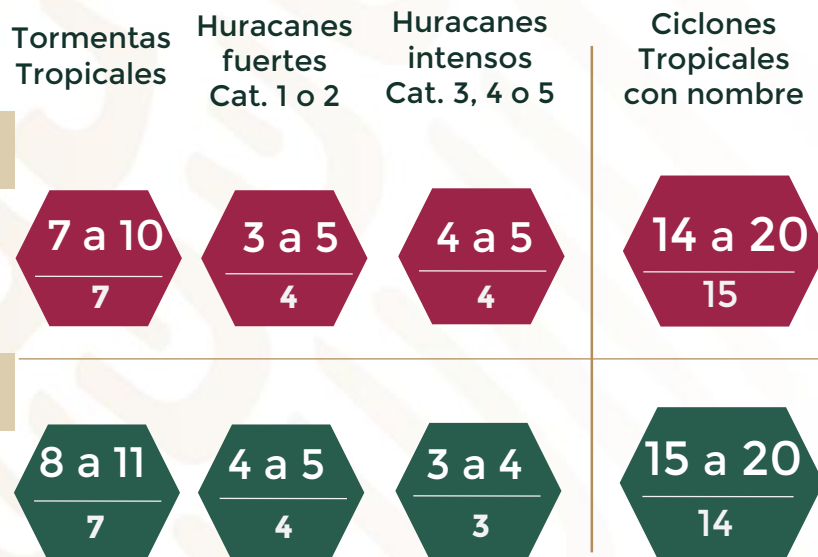 Tormentas
Tropicales
Huracanes
fuertes
Cat. 1 o 2
Huracanes
intensos
Cat. 3, 4 o 5
Ciclones
Tropicales
con nombre
7 a 10
7
3 a 5
4
4 a 5
4
14 a 20
15
8 a 11
7
4 a 5
4
3 a 4
3
15 a 20
14